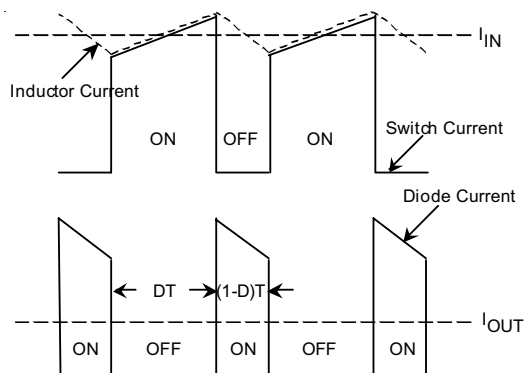 I_IN
Inductor Current
ON OFF ON
Switch Current
Diode Current
DT (1-D)T
I_OUT
ON OFF ON OFF ON